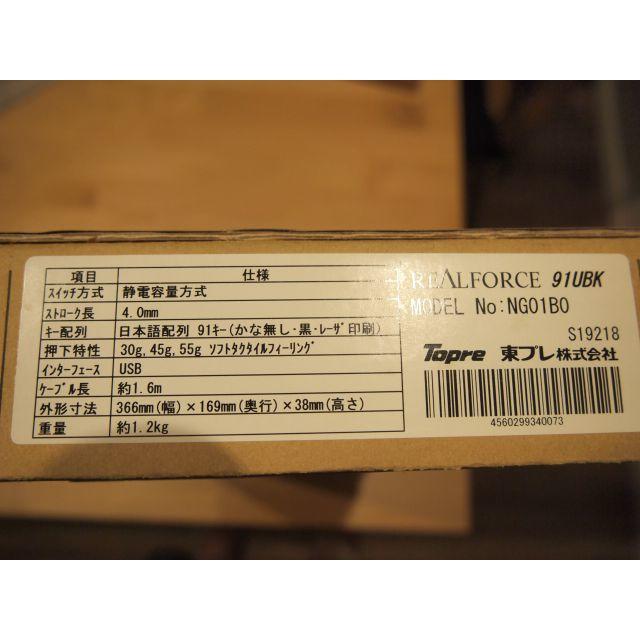 項目 仕様
ｽｲｯﾁ方式 静電容量方式
ｽﾄﾛｰｸ長 4.0mm
ｷｰ配列 日本語配列 91ｷｰ(かな無し･黒･ﾚｰｻﾞ印刷)
押下特性 30g,45g,55g ｿﾌﾄﾀｸﾀｲﾙﾌｨｰﾘﾝｸﾞ
ｲﾝﾀｰﾌｪｰｽ USB
ｹｰﾌﾞﾙ長 約1.6m
外形寸法 366mm(幅)×169mm(奥行)×38mm(高さ)
重量 約1.2kg
REALFORCE 91UBK
MODEL No:NG01B0
S19218
Topre 東プレ株式会社
4560299340073